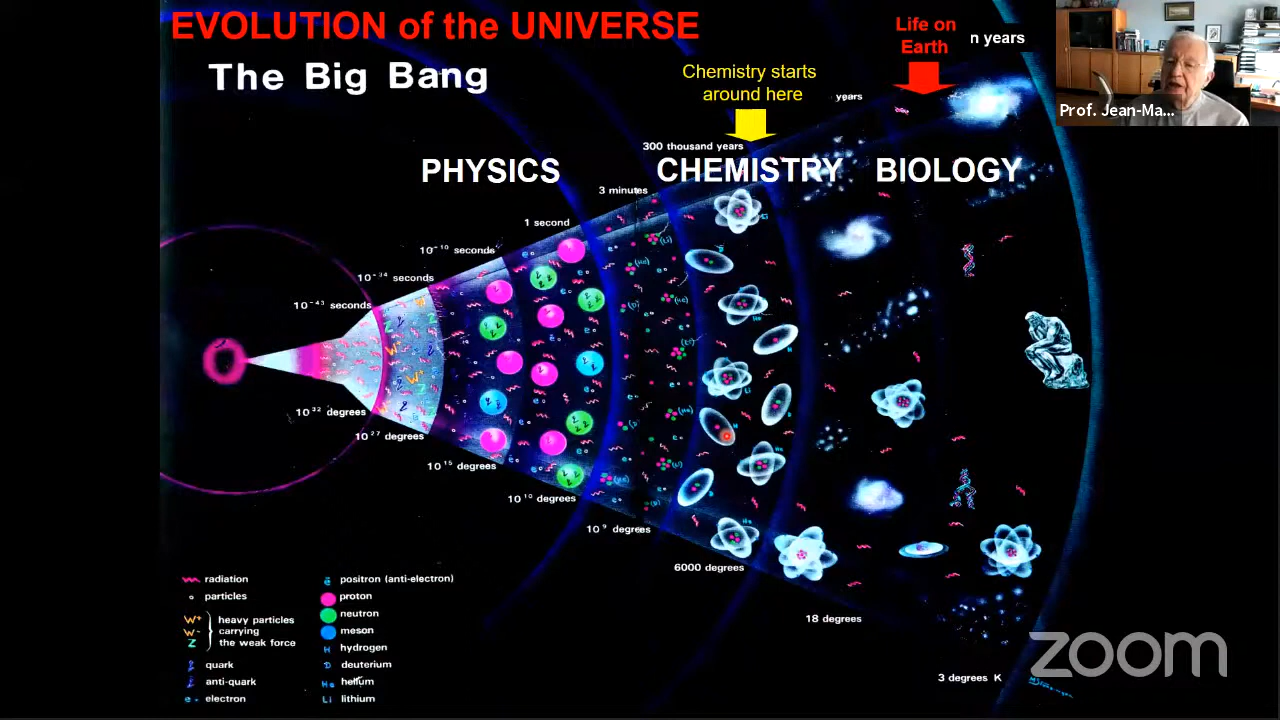 EVOLUTION of the UNIVERSE
The Big Bang
Life on
Earth
n years
Chemistry starts
around here
years
Prof. Jean-Ma...
300 thousand years
PHYSICS
CHEMISTRY
BIOLOGY
3 minutes
1 second
10⁻¹⁰ seconds
10⁻³⁴ seconds
10⁻⁴³ seconds
10³² degrees
10²⁷ degrees
10¹⁵ degrees
10¹⁰ degrees
10⁹ degrees
6000 degrees
18 degrees
3 degrees K
radiation
particles
W+
W-
Z
heavy particles
carrying
the weak force
quark
anti-quark
e- electron
ē positron (anti-electron)
proton
neutron
meson
H hydrogen
D deuterium
He helium
Li lithium
zoom